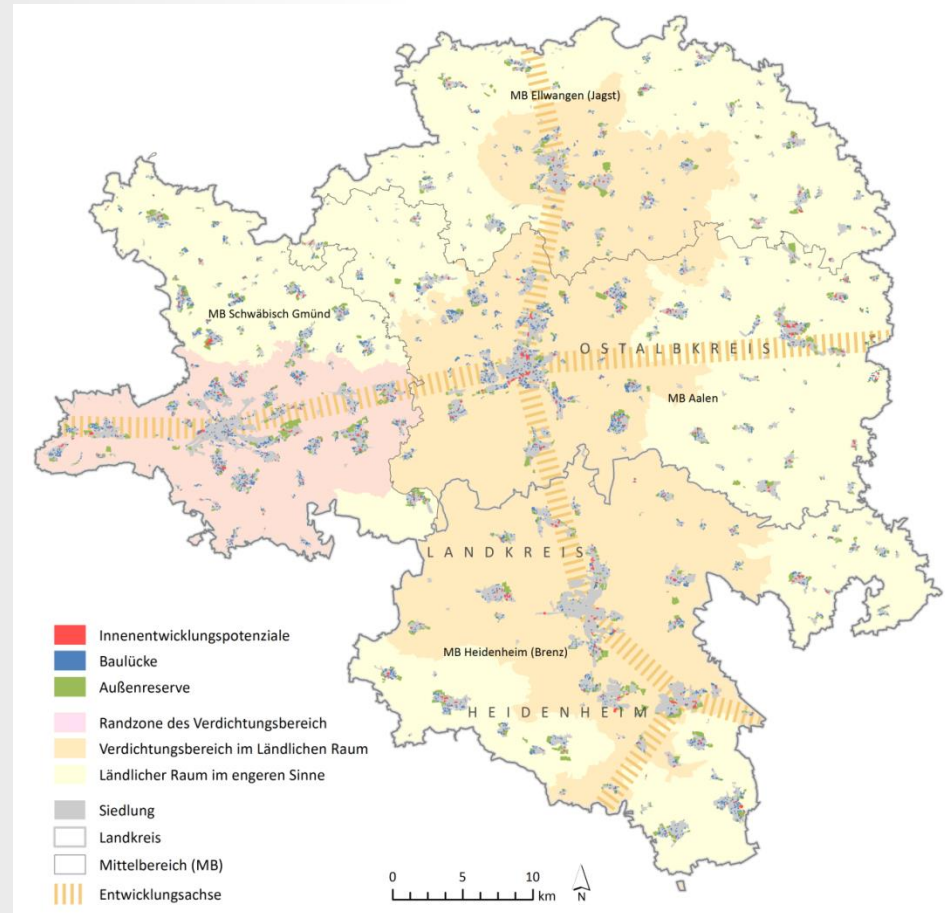 MB Ellwangen (Jagst)
MB Schwäbisch Gmünd
OSTALBKREIS
MB Aalen
LANDKREIS
MB Heidenheim (Brenz)
HEIDENHEIM
Innenentwicklungspotenziale
Baulücke
Außenreserve
Randzone des Verdichtungsbereich
Verdichtungsbereich im Ländlichen Raum
Ländlicher Raum im engeren Sinne
Siedlung
Landkreis
Mittelbereich (MB)
Entwicklungsachse
0 5 10
km
N